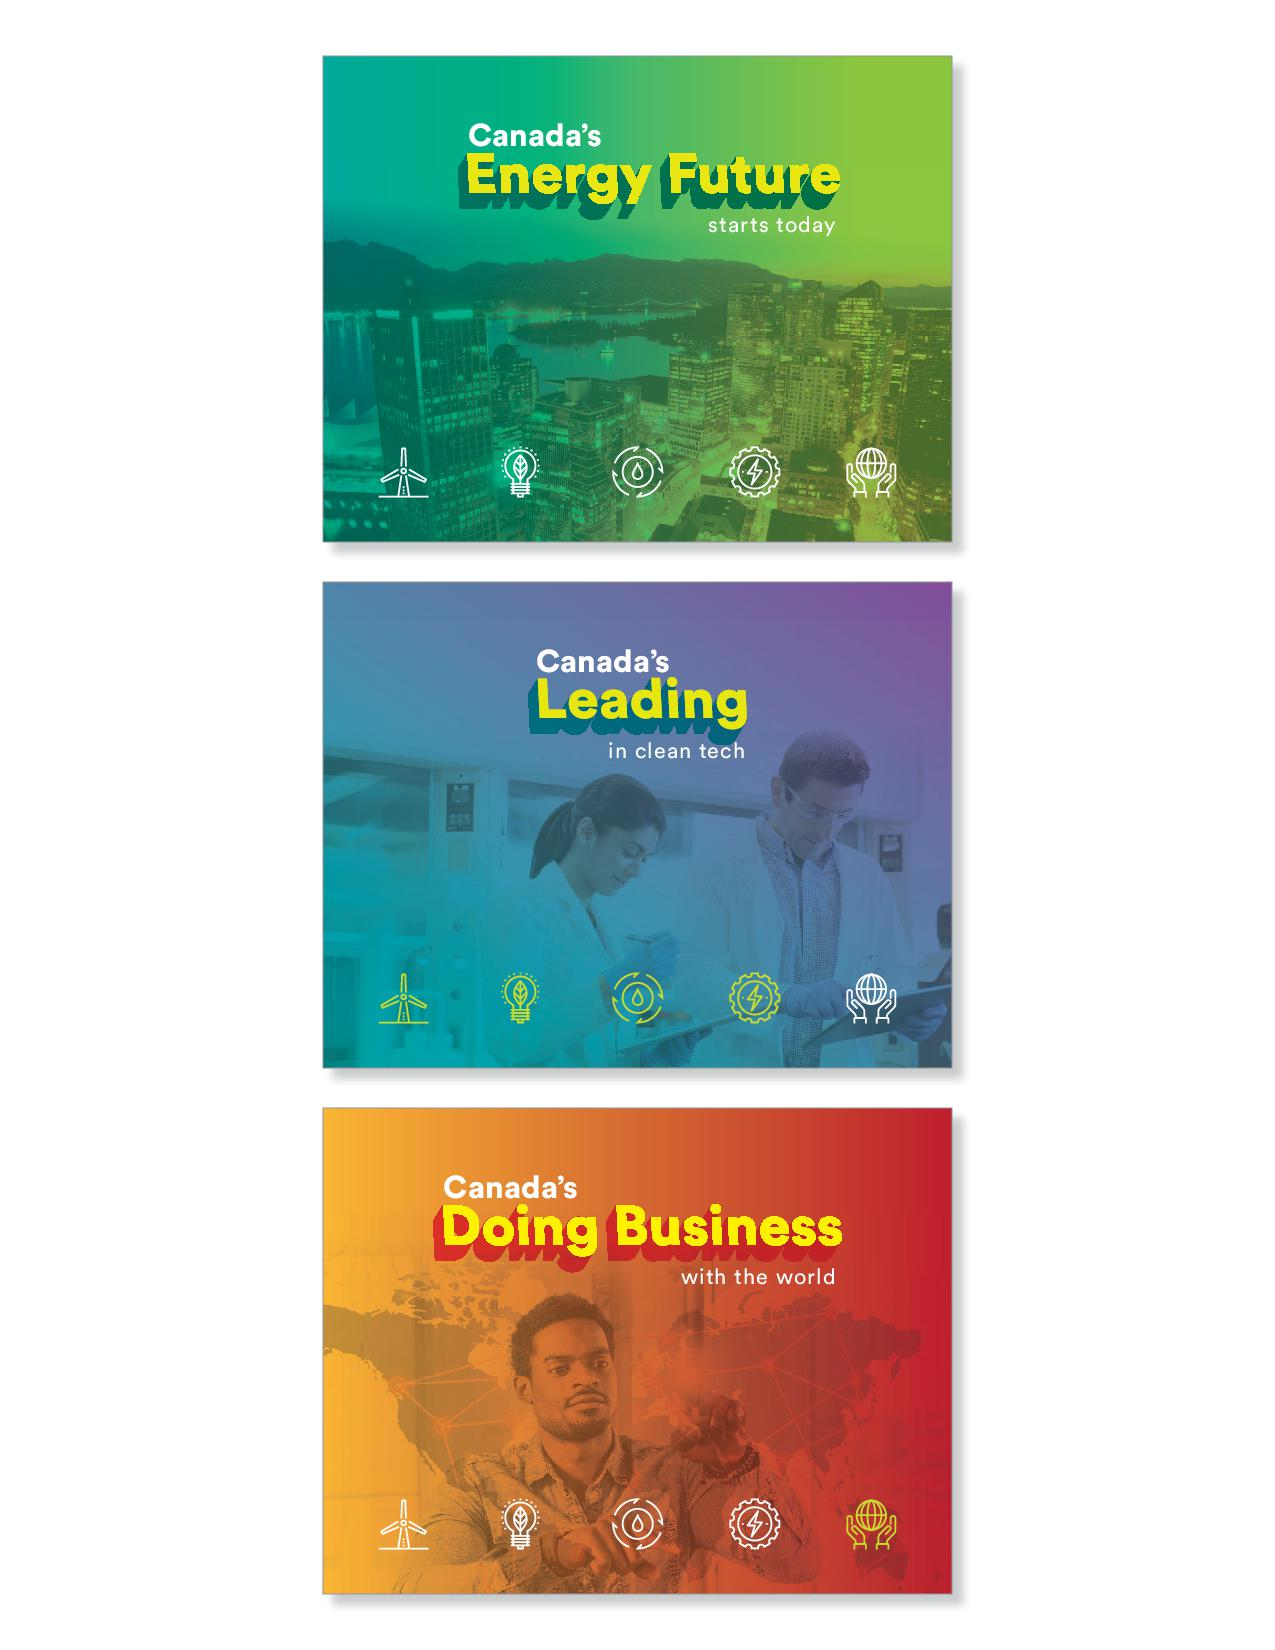 Canada’s
Energy Future
starts today
Canada’s
Leading
in clean tech
Canada’s
Doing Business
with the world